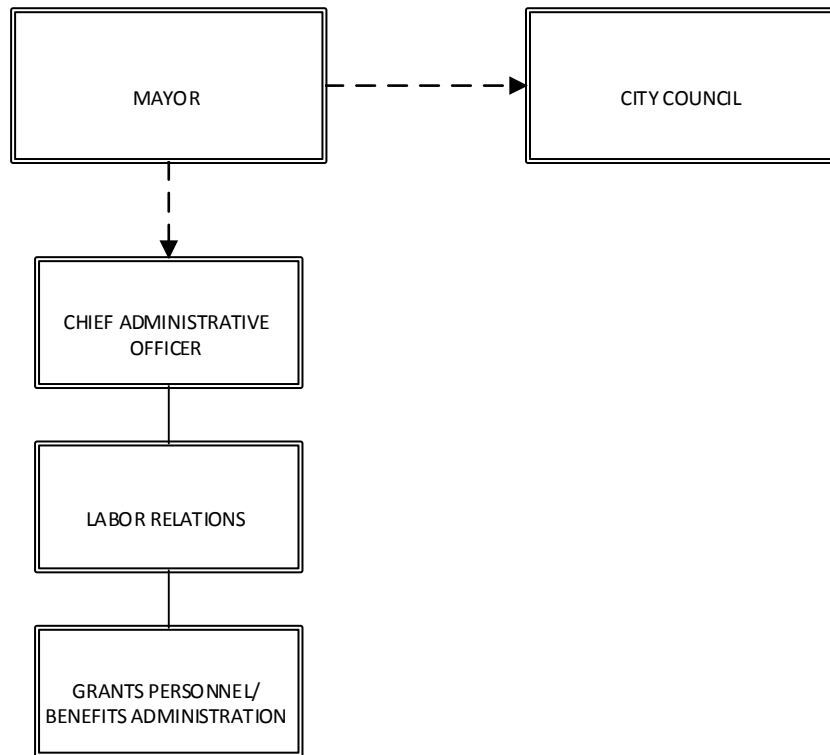 MAYOR
CITY COUNCIL
CHIEF ADMINISTRATIVE
OFFICER
LABOR RELATIONS
GRANTS PERSONNEL/
BENEFITS ADMINISTRATION